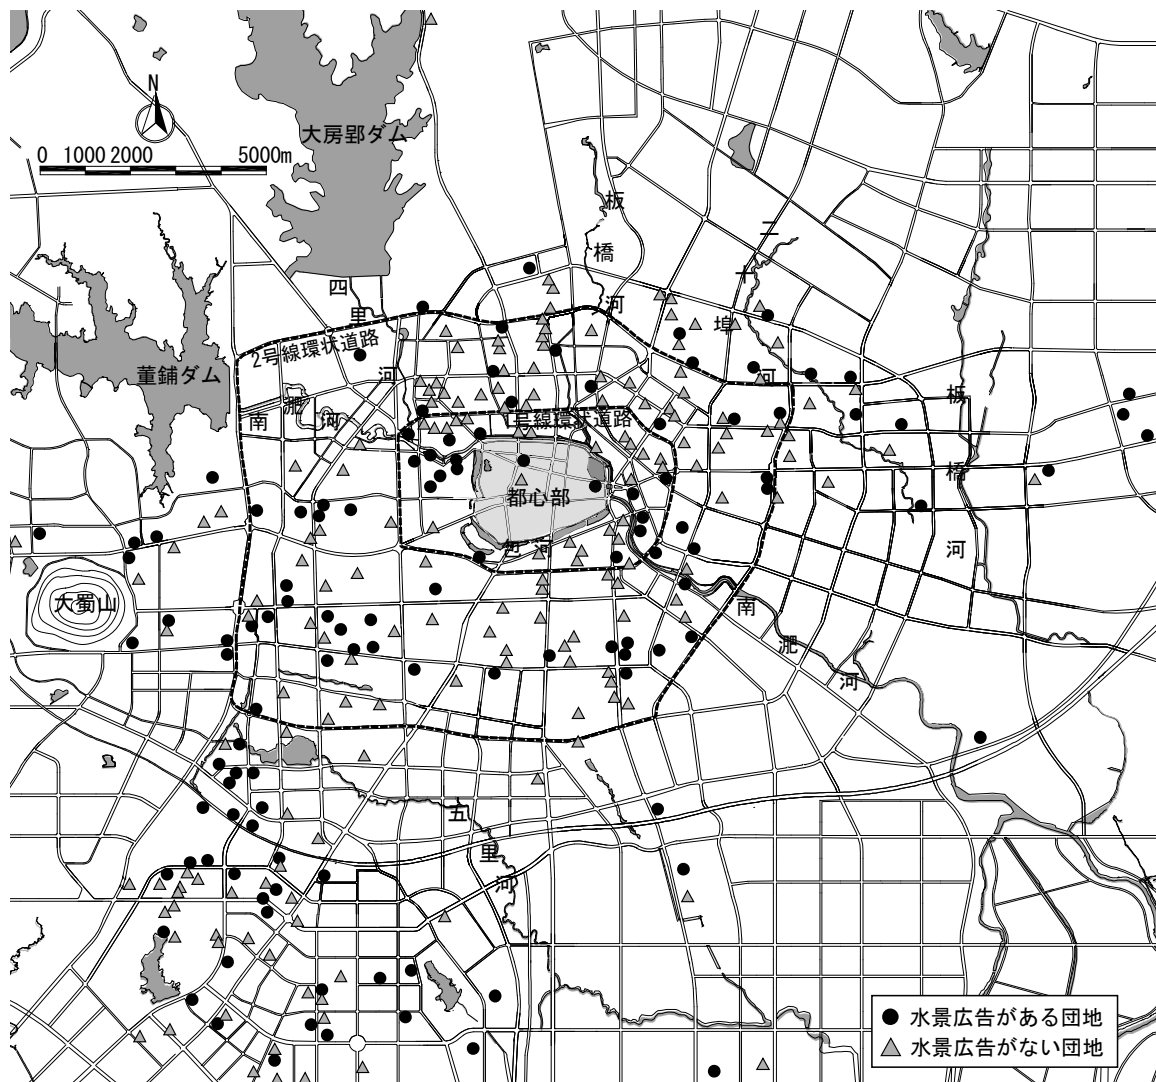 N
0 1000 2000 5000m
大房郢ダム
板
橋
河
二
十
埠
河
四
里
河
2号線環状道路
董鋪ダム
南
淝
河
1号線環状道路
都心部
板
橋
河
大蜀山
南
淝
河
五
里
河
水景広告がある団地
水景広告がない団地